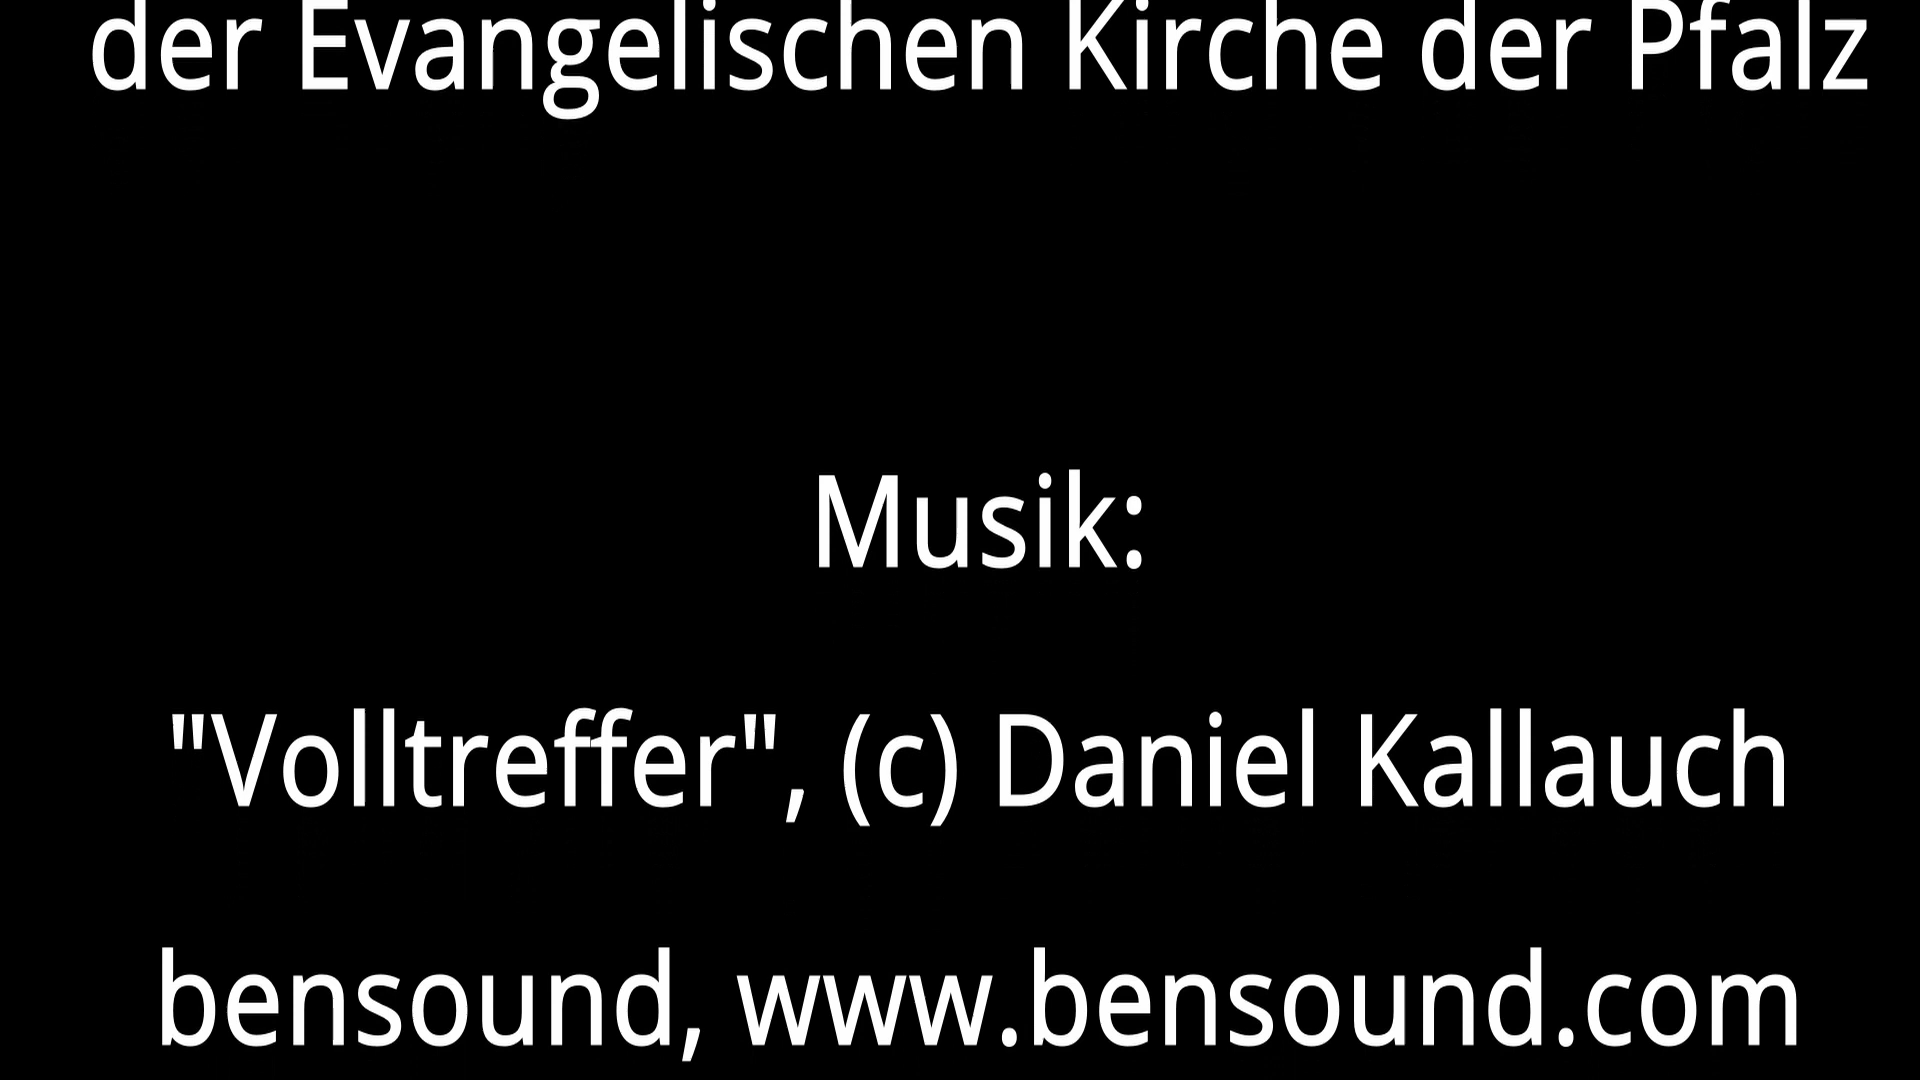 der Evangelischen Kirche der Pfalz
Musik:
"Volltreffer", (c) Daniel Kallauch
bensound, www.bensound.com